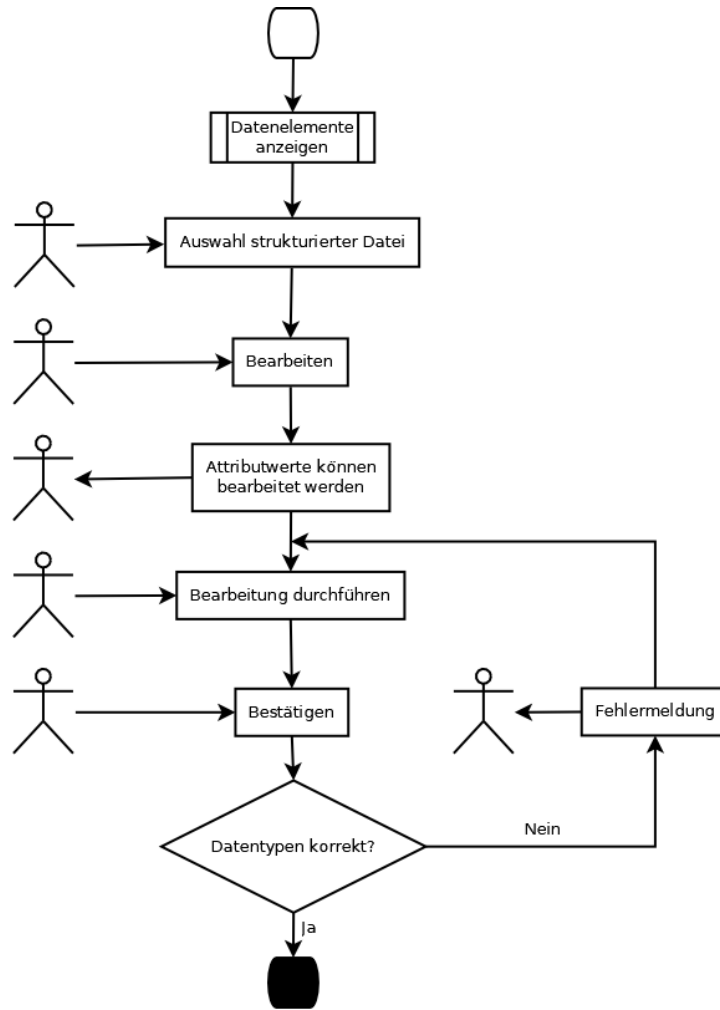 Datenelemente
anzeigen
Auswahl strukturierter Datei
Bearbeiten
Attributwerte können
bearbeitet werden
Bearbeitung durchführen
Bestätigen
Fehlermeldung
Datentypen korrekt?
Nein
Ja